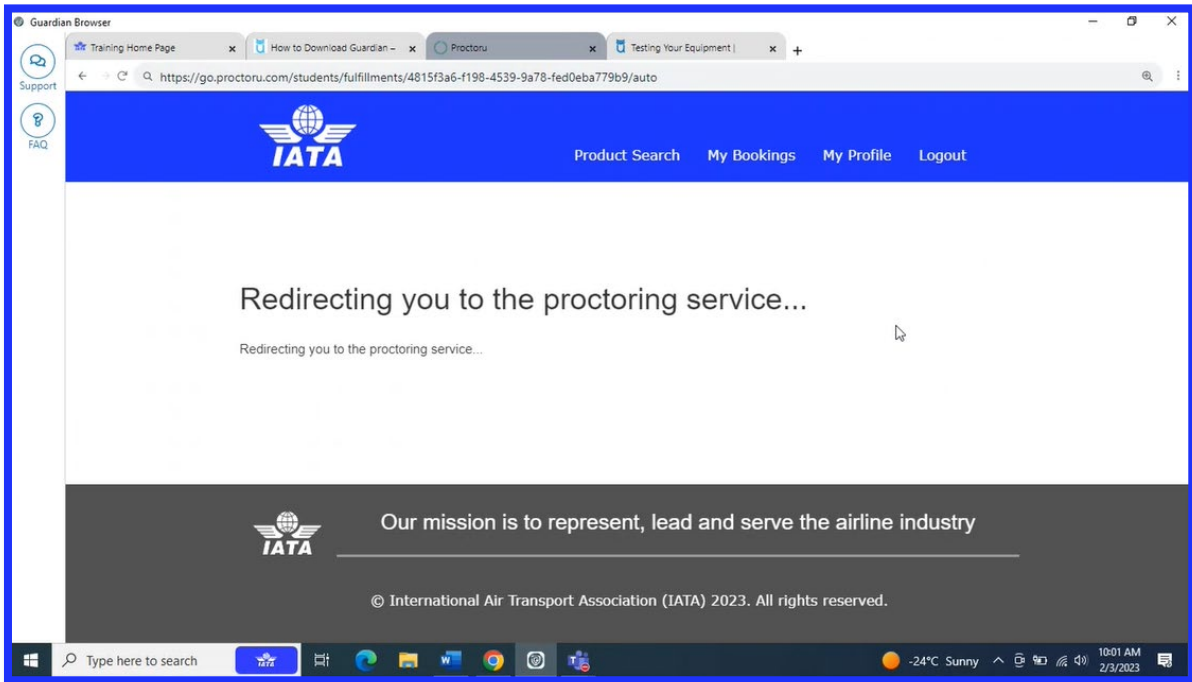 Guardian Browser
Training Home Page
How to Download Guardian –
Proctoru
Testing Your Equipment |
Support
https://go.proctoru.com/students/fulfillments/4815f3a6-f198-4539-9a78-fed0eba779b9/auto
FAQ
IATA
Product Search My Bookings My Profile Logout
Redirecting you to the proctoring service...
Redirecting you to the proctoring service...
IATA
Our mission is to represent, lead and serve the airline industry
© International Air Transport Association (IATA) 2023. All rights reserved.
Type here to search
-24°C Sunny
10:01 AM
2/3/2023